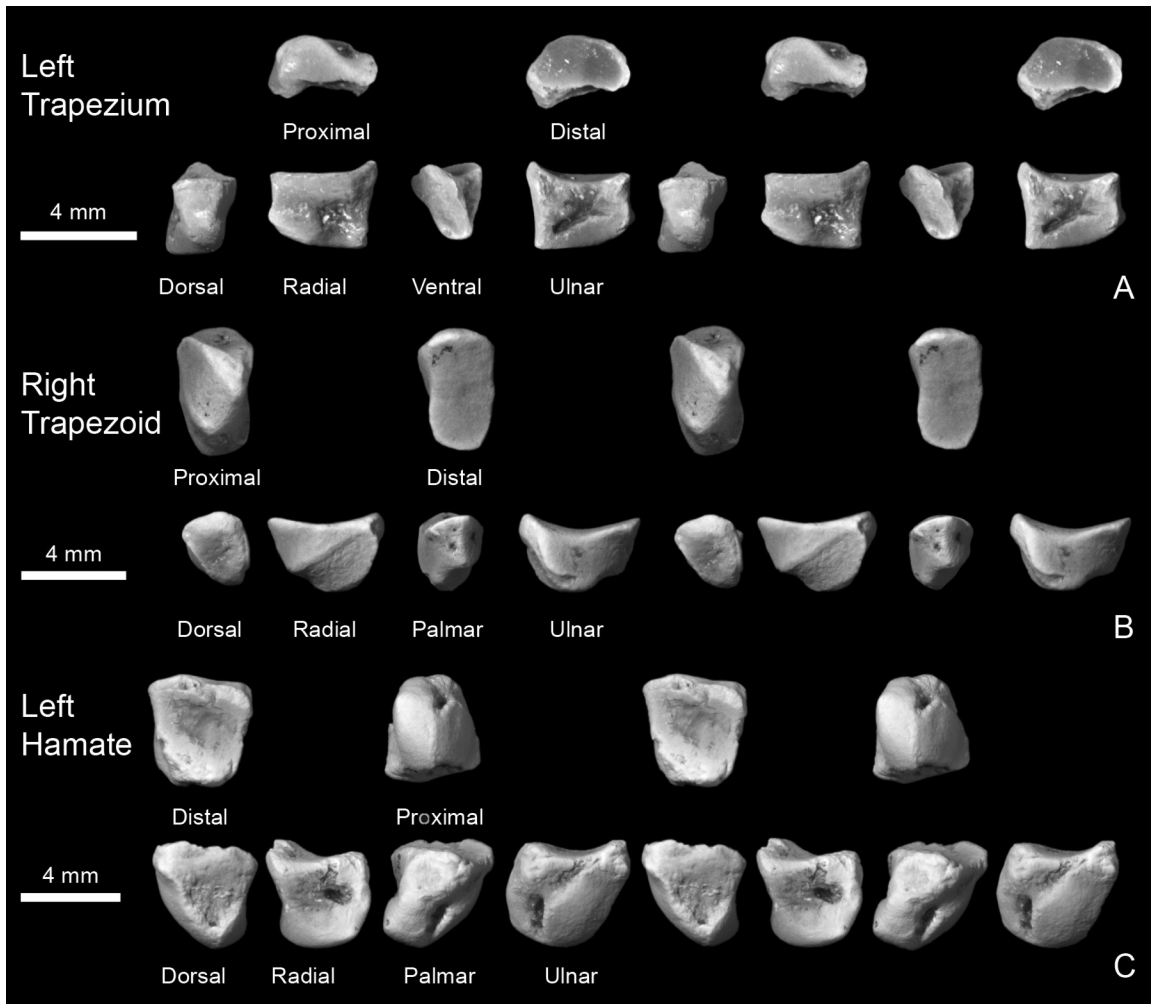 Left
Trapezium
Proximal Distal
4 mm
Dorsal Radial Ventral Ulnar
A
Right
Trapezoid
Proximal Distal
4 mm
Dorsal Radial Palmar Ulnar
B
Left
Hamate
Distal Proximal
4 mm
Dorsal Radial Palmar Ulnar
C